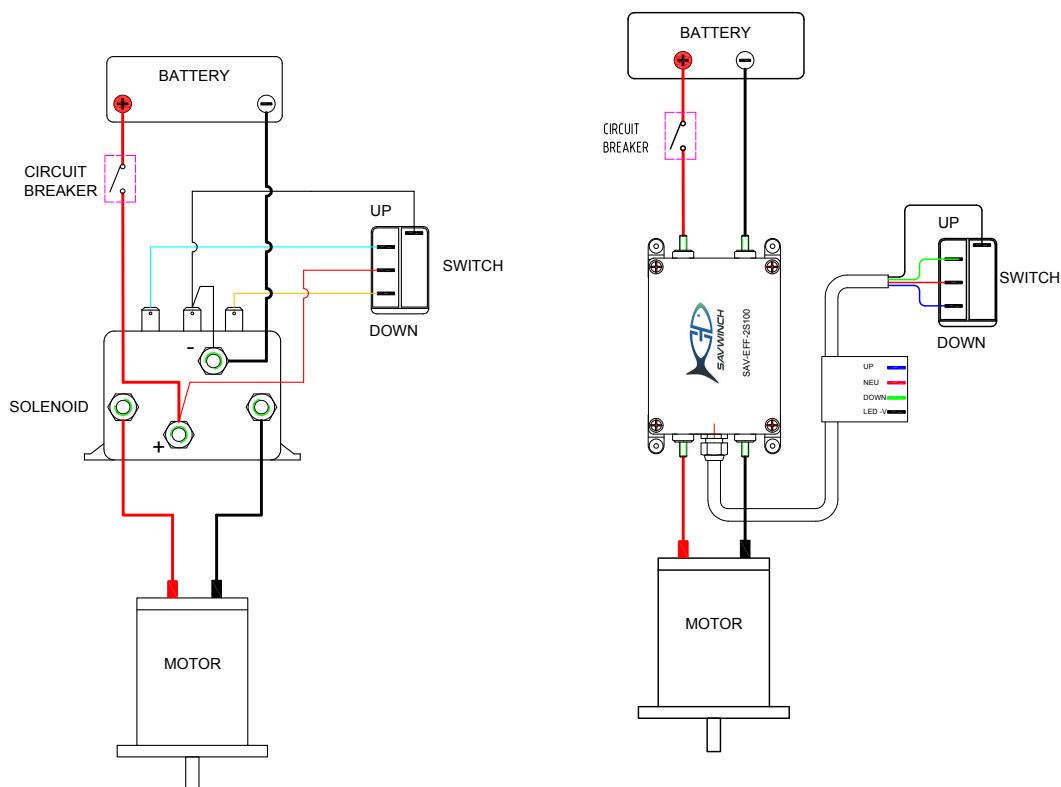 BATTERY
CIRCUIT
BREAKER
UP
SWITCH
DOWN
-
SOLENOID
+
MOTOR
BATTERY
CIRCUIT
BREAKER
UP
SWITCH
DOWN
SAVWINCH
SAV-EFF-2S100
UP
NEU
DOWN
LED -V
MOTOR